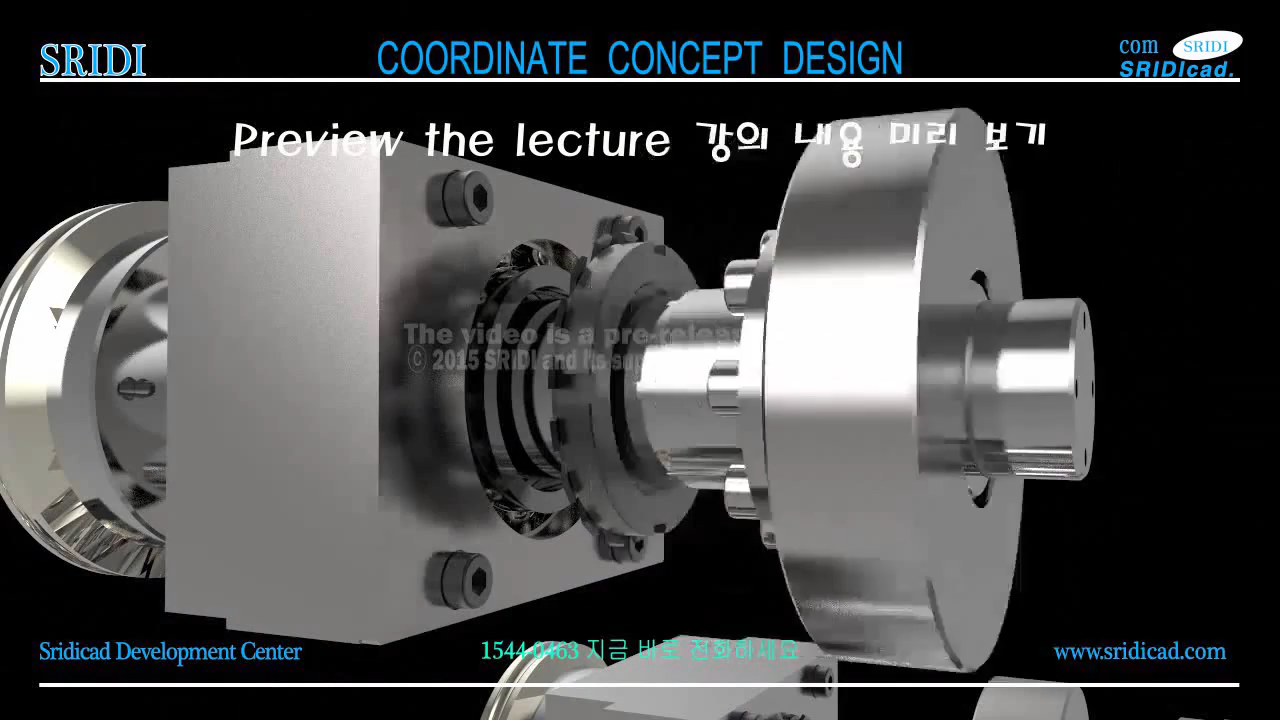 SRIDI
COORDINATE CONCEPT DESIGN
com SRIDI
SRIDIcad.
Preview the lecture 강의 내용 미리 보기
The video is a pre-release
© 2015 SRIDI and its
Sridicad Development Center
1544-0463 지금 바로 전화하세요
www.sridicad.com